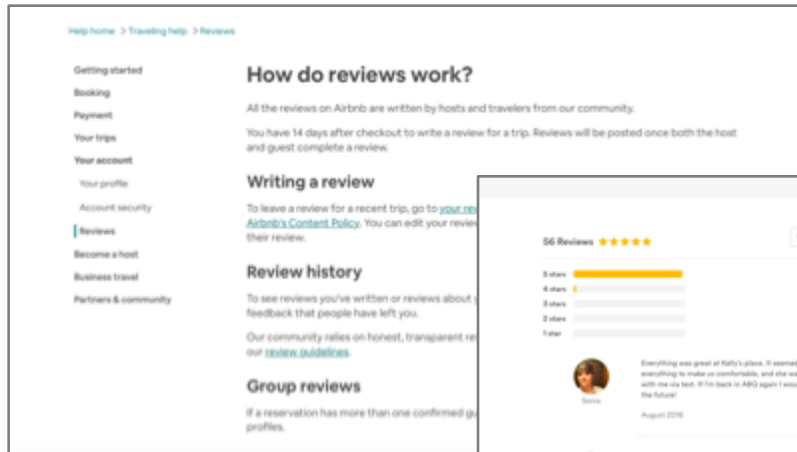 Help home > Traveling help > Reviews
Getting started
Booking
Payment
Your trips
Your account
Your profile
Account security
Reviews
Become a host
Business travel
Partners & community
How do reviews work?
All the reviews on Airbnb are written by hosts and travelers from our community.
You have 14 days after checkout to write a review for a trip. Reviews will be posted once both the host
and guest complete a review.
Writing a review
To leave a review for a recent trip, go to your
Airbnb's Content Policy. You can edit your
their review.
Review history
To see reviews you've written or reviews about
feedback that people have left you.
Our community relies on honest, transparent
our review guidelines.
Group reviews
If a reservation has more than one confirmed
profiles.
56 Reviews
5 stars
4 stars
3 stars
2 stars
1 star
Everything was great at Kelly's place. It seemed
everything to make us comfortable, and she
with me via text. If I'm back in ABQ again I
the future!
Sonia
August 2016